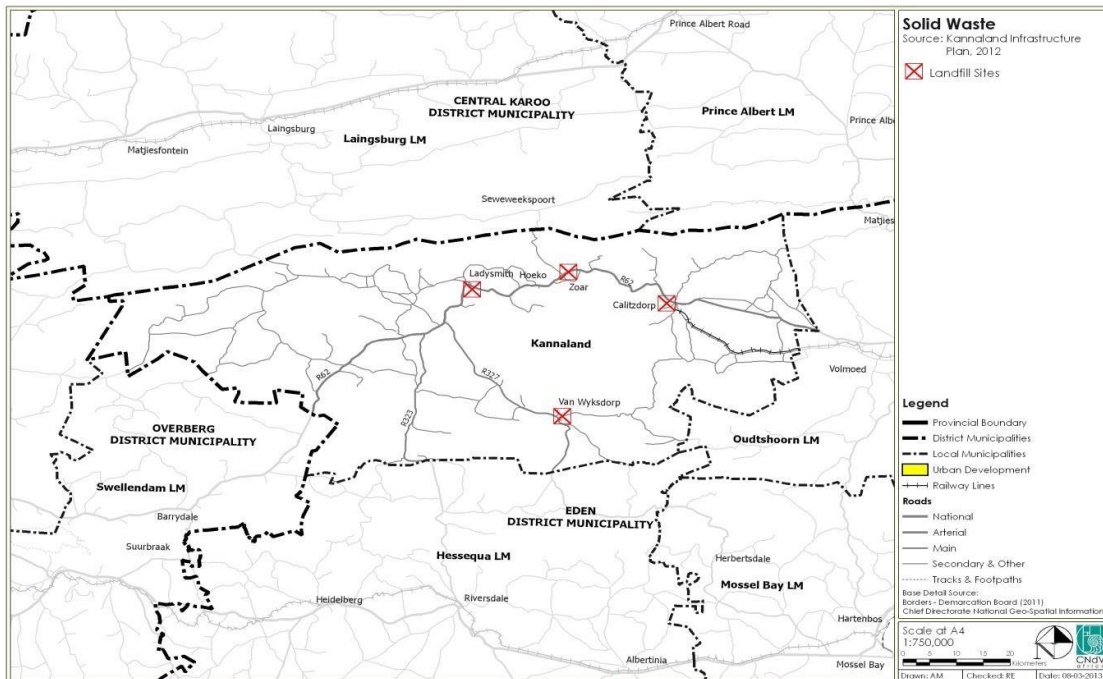 Prince Albert Road
CENTRAL KAROO
DISTRICT MUNICIPALITY
Prince Albert LM
Laingsburg
Laingsburg LM
Matjiesfontein
Seweweekspoort
Ladysmith
Hoeko
Zoar
R62
Calitzdorp
Kannaland
Volmoed
R62
R327
R323
Van Wyksdorp
OVERBERG
DISTRICT MUNICIPALITY
Oudtshoorn LM
Swellendam LM
Barrydale
EDEN
DISTRICT MUNICIPALITY
Suurbraak
Hessequa LM
Herbertsdale
Mossel Bay LM
Heidelberg
Riversdale
Hartenbos
Albertinia
Mossel Bay
Solid Waste
Source: Kannaland Infrastructure
Plan, 2012
Landfill Sites
Legend
Provincial Boundary
District Municipalities
Local Municipalities
Urban Development
Railway Lines
Roads
National
Arterial
Main
Secondary & Other
Tracks & Footpaths
Base Detail Source:
Borders - Demarcation Board (2011)
Chief Directorate National Geo-Spatial Information
Scale at A4
1:750,000
0 5 10 15 20
Kilometers
N
CNdV
africa
Drawn: AM
Checked: RE
Date: 08-03-2013